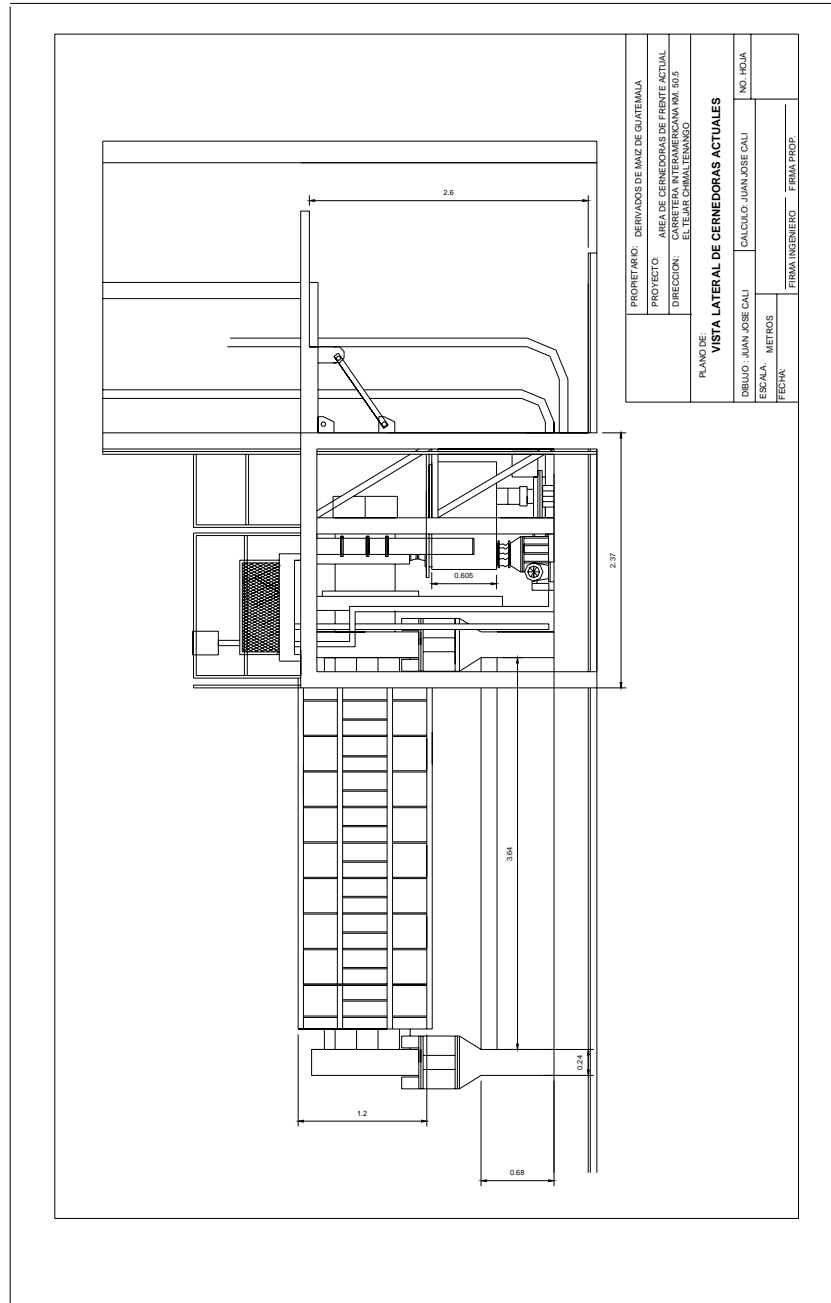 PROPIETARIO: DERIVADOS DE MAIZ DE GUATEMALA
PROYECTO: AREA DE CERNEDORAS DE FRENTE ACTUAL
DIRECCION: CARRETERA INTERAMERICANA KM. 50.5
EL TEJAR CHIMALTENANGO
PLANO DE:
VISTA LATERAL DE CERNEDORAS ACTUALES
DIBUJO : JUAN JOSE CALI
CALCULO: JUAN JOSE CALI
NO. HOJA
ESCALA. METROS
FECHA:
FIRMA INGENIERO
FIRMA PROP.
2.6
2.37
0.605
3.64
0.24
1.2
0.68